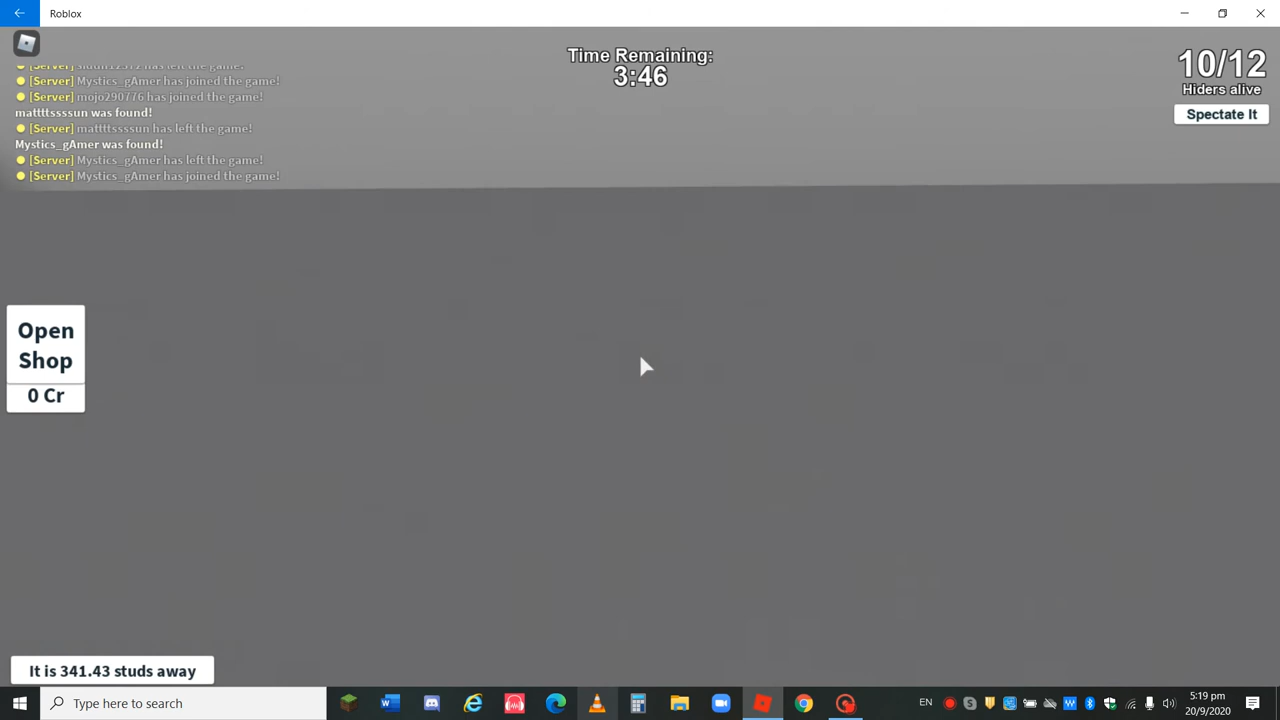 Roblox
Time Remaining:
3:46
10/12
Hiders alive
Spectate It
[Server] Mystics_gAmer has joined the game!
[Server] mojo290776 has joined the game!
mattttssssun was found!
[Server] mattttssssun has left the game!
Mystics_gAmer was found!
[Server] Mystics_gAmer has left the game!
[Server] Mystics_gAmer has joined the game!
Open
Shop
0 Cr
It is 341.43 studs away
Type here to search
EN
5:19 pm
20/9/2020